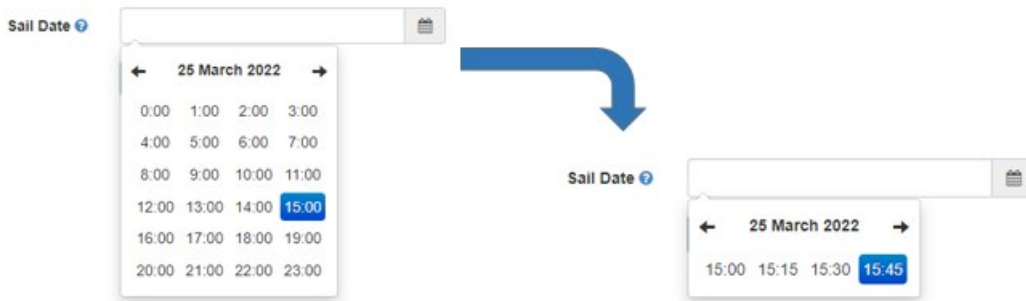 Sail Date ?
← 25 March 2022 →
0:00 1:00 2:00 3:00
4:00 5:00 6:00 7:00
8:00 9:00 10:00 11:00
12:00 13:00 14:00 15:00
16:00 17:00 18:00 19:00
20:00 21:00 22:00 23:00
Sail Date ?
← 25 March 2022 →
15:00 15:15 15:30 15:45